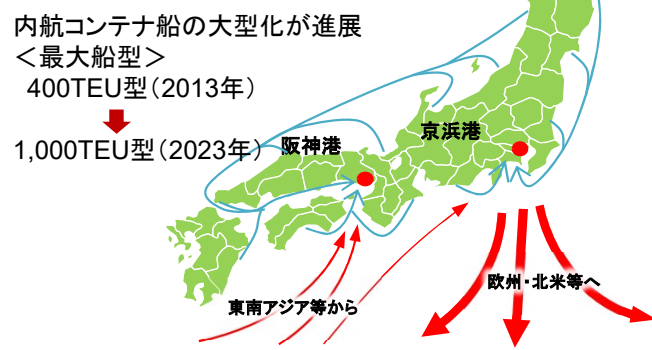 内航コンテナ船の大型化が進展
＜最大船型＞
400TEU型（2013年）
1,000TEU型（2023年）
阪神港
京浜港
東南アジア等から
欧州・北米等へ